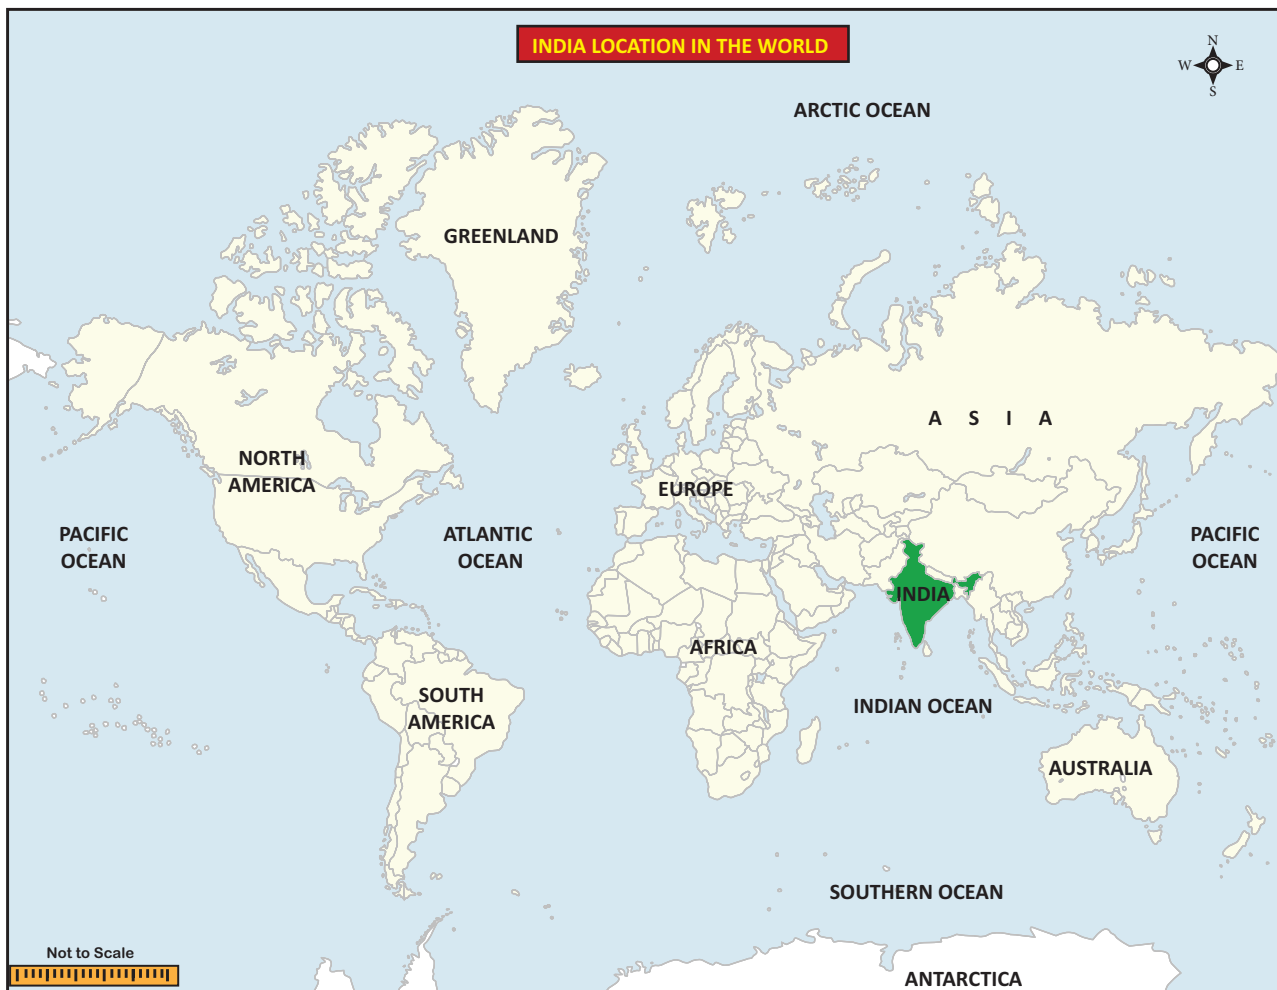 INDIA LOCATION IN THE WORLD
N
W E
S
ARCTIC OCEAN
GREENLAND
A S I A
NORTH
AMERICA
EUROPE
PACIFIC
OCEAN
ATLANTIC
OCEAN
PACIFIC
OCEAN
INDIA
AFRICA
SOUTH
AMERICA
INDIAN OCEAN
AUSTRALIA
SOUTHERN OCEAN
Not to Scale
ANTARCTICA